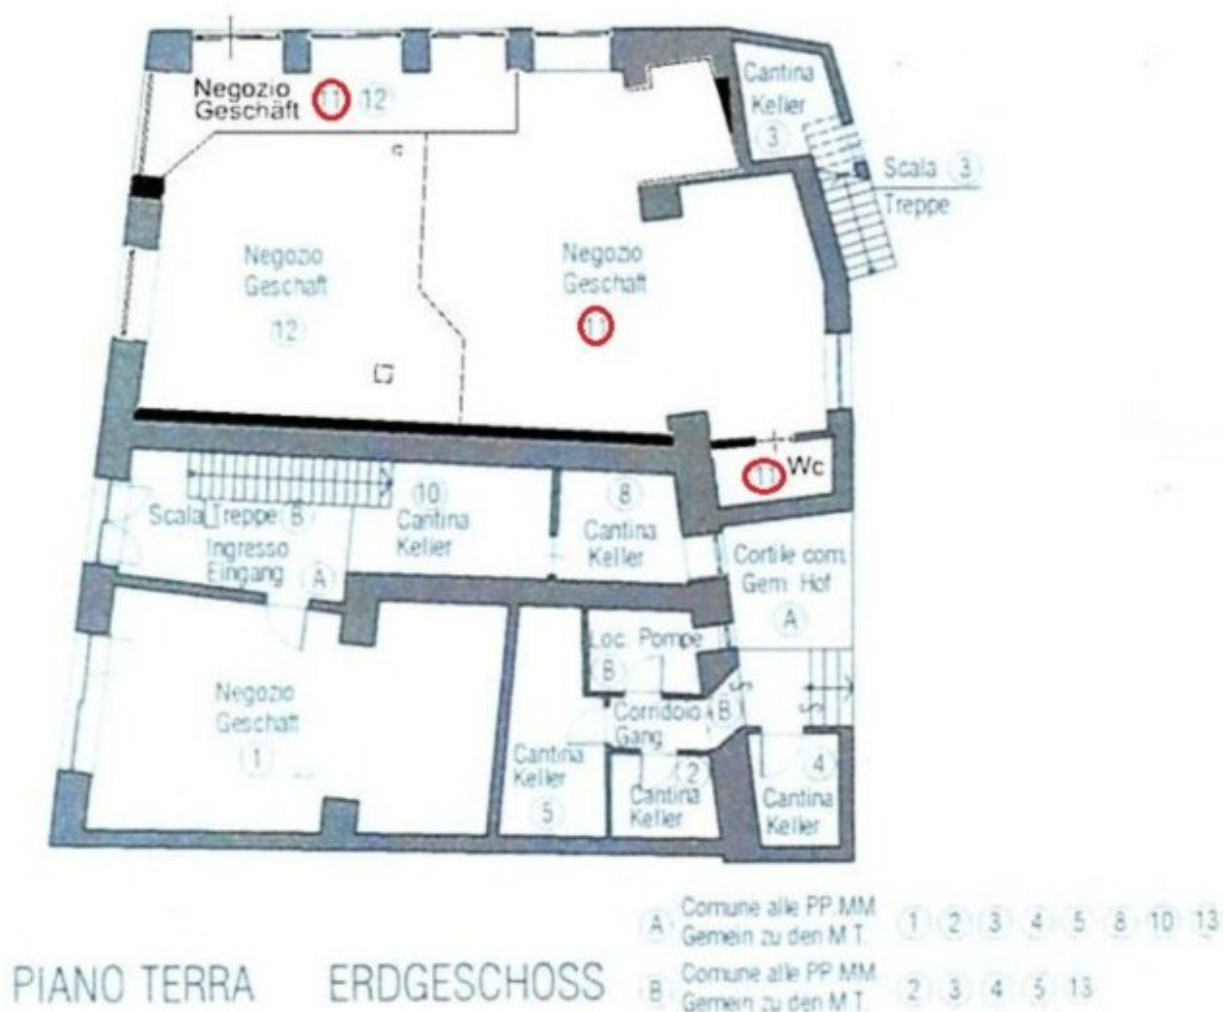 Negozio
Geschäft 11 12
Cantina
Keller
3
Scala 3
Treppe
Negozio
Geschäft
12
Negozio
Geschäft
11
11 Wc
Scala Treppe B
Ingresso
Eingang A
10
Cantina
Keller
8
Cantina
Keller
Cortile com.
Gem. Hof
A
Loc. Pompe
B
Corridoio B
Gang
Negozio
Geschäft
1
Cantina
Keller
5
2
Cantina
Keller
4
Cantina
Keller
A Comune alle PP.MM 1 2 3 4 5 8 10 13
Gemein zu den M.T.
PIANO TERRA ERDGESCHOSS
B Comune alle PP.MM 2 3 4 5 13
Gemein zu den M.T.